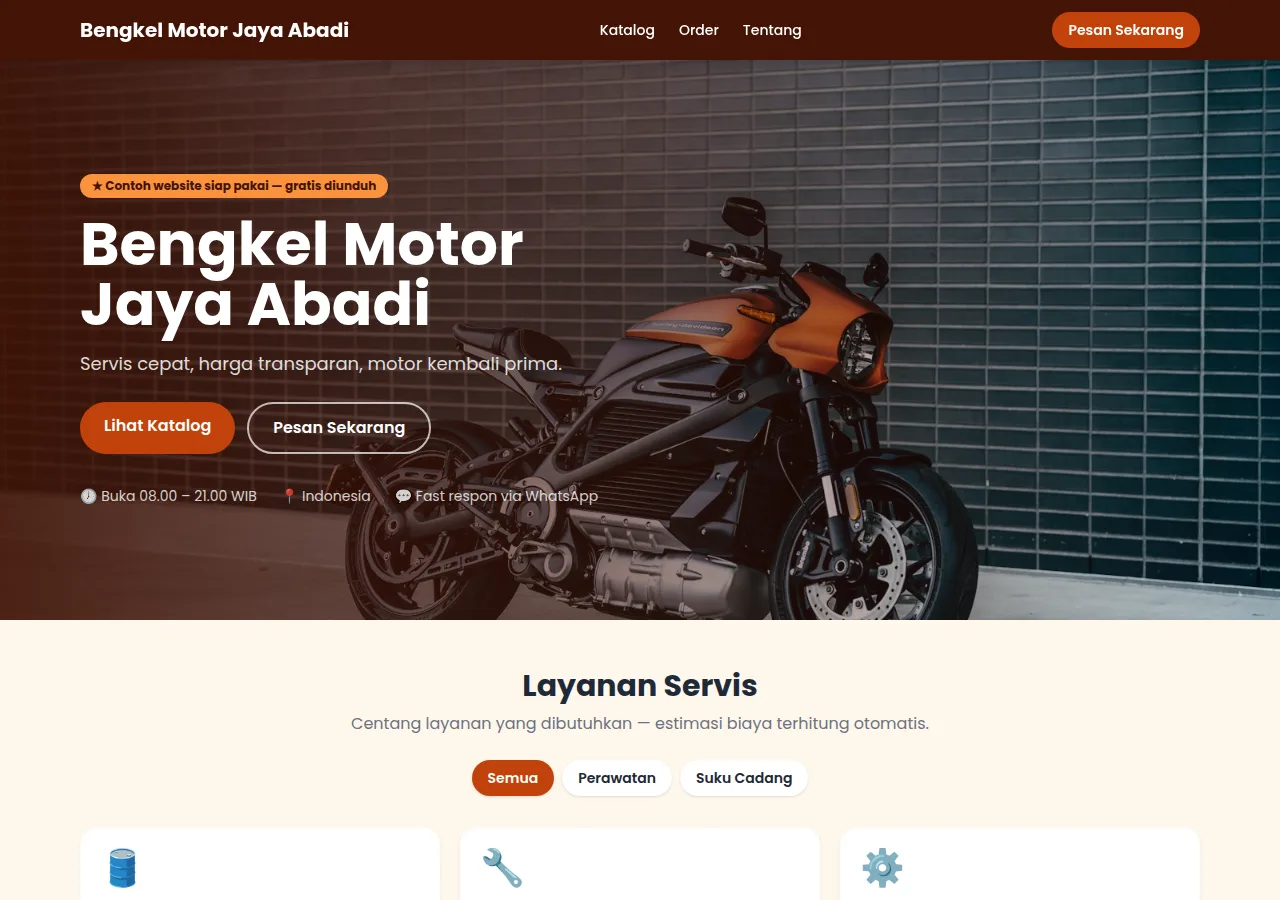 Bengkel Motor Jaya Abadi
Katalog
Order
Tentang
Pesan Sekarang
★ Contoh website siap pakai — gratis diunduh
Bengkel Motor
Jaya Abadi
Servis cepat, harga transparan, motor kembali prima.
Lihat Katalog
Pesan Sekarang
Buka 08.00 – 21.00 WIB
Indonesia
Fast respon via WhatsApp
Layanan Servis
Centang layanan yang dibutuhkan — estimasi biaya terhitung otomatis.
Semua
Perawatan
Suku Cadang